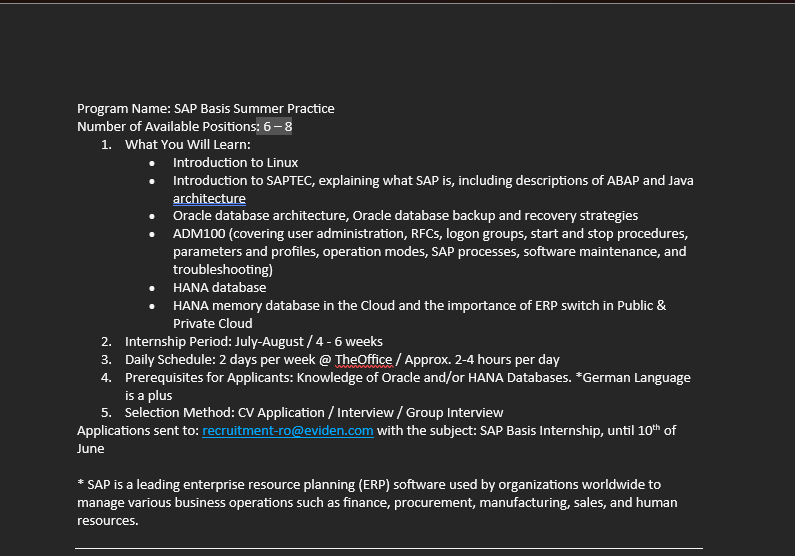 Program Name: SAP Basis Summer Practice
Number of Available Positions: 6 – 8
1. What You Will Learn:
• Introduction to Linux
• Introduction to SAPTEC, explaining what SAP is, including descriptions of ABAP and Java
architecture
• Oracle database architecture, Oracle database backup and recovery strategies
• ADM100 (covering user administration, RFCs, logon groups, start and stop procedures,
parameters and profiles, operation modes, SAP processes, software maintenance, and
troubleshooting)
• HANA database
• HANA memory database in the Cloud and the importance of ERP switch in Public &
Private Cloud
2. Internship Period: July-August / 4 - 6 weeks
3. Daily Schedule: 2 days per week @ TheOffice / Approx. 2-4 hours per day
4. Prerequisites for Applicants: Knowledge of Oracle and/or HANA Databases. *German Language
is a plus
5. Selection Method: CV Application / Interview / Group Interview
Applications sent to: recruitment-ro@eviden.com with the subject: SAP Basis Internship, until 10th of
June
* SAP is a leading enterprise resource planning (ERP) software used by organizations worldwide to
manage various business operations such as finance, procurement, manufacturing, sales, and human
resources.